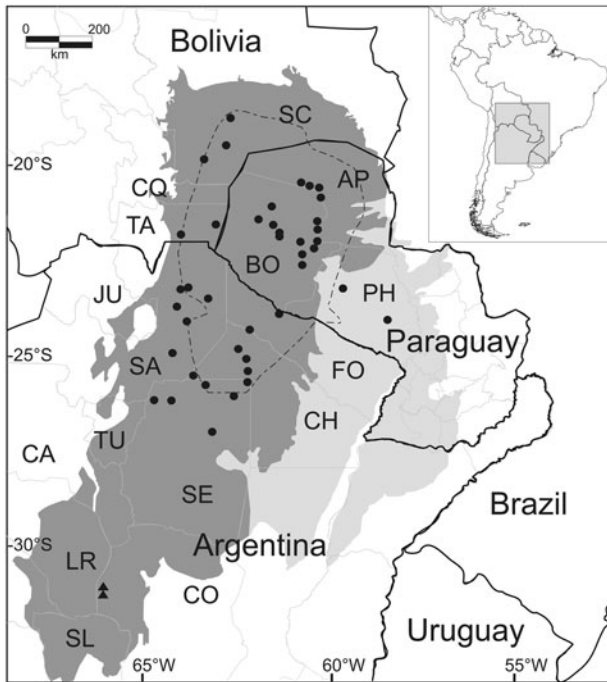 0 200
km
Bolivia
SC
20°S
CQ
AP
TA
BO
JU
PH
Paraguay
25°S
SA
FO
CH
TU
CA
Brazil
SE
30°S
Argentina
LR
CO
Uruguay
SL
65°W 60°W 55°W